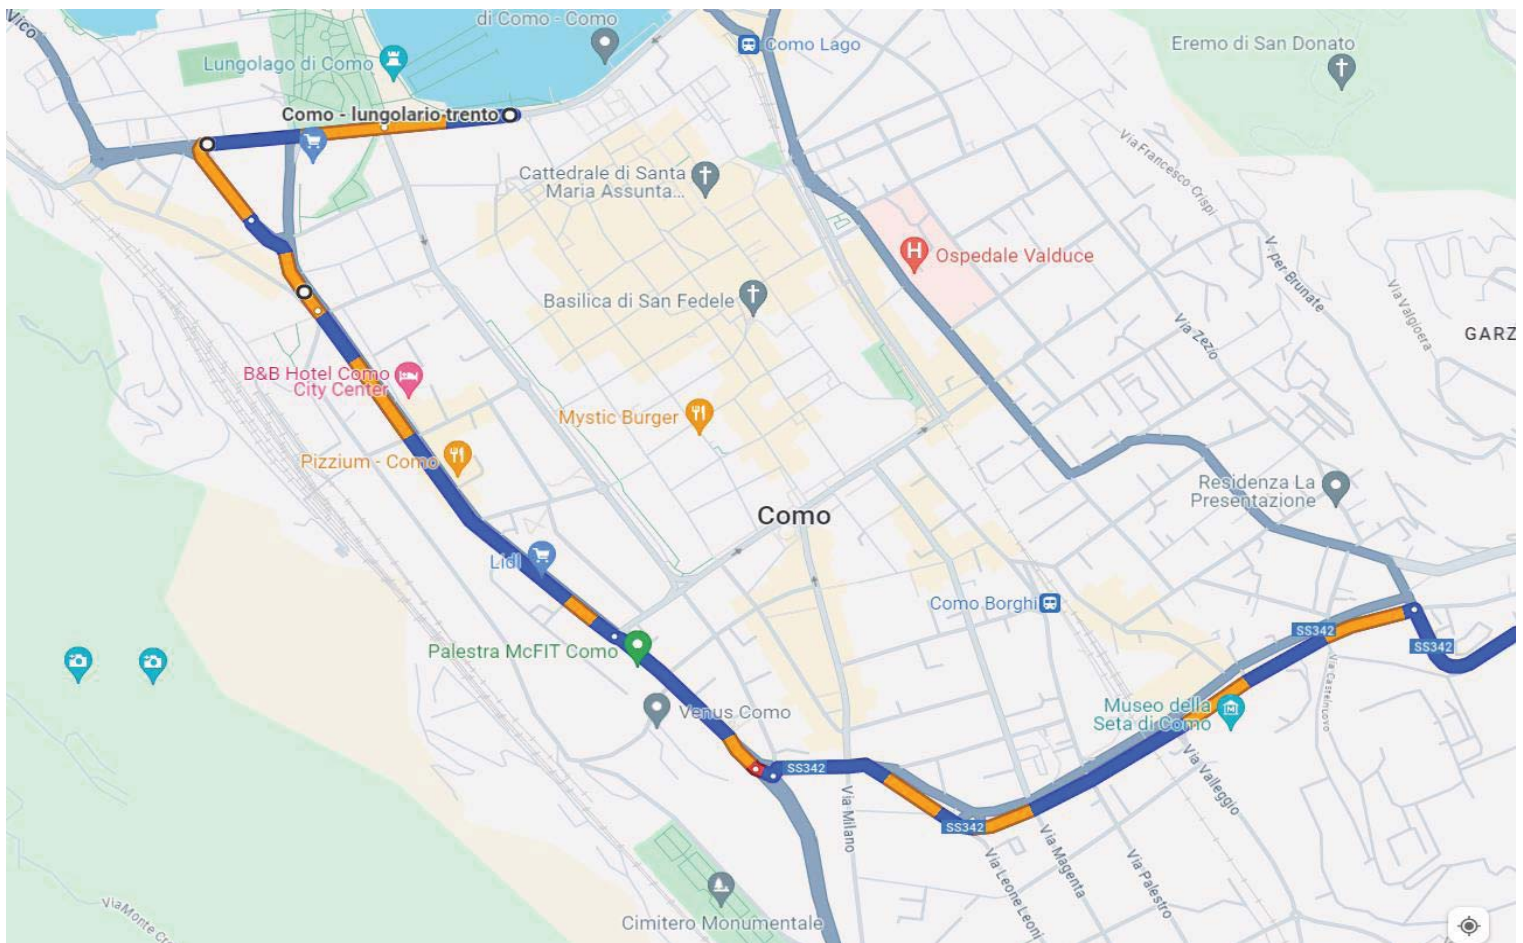 Vico
di Como - Como
Como Lago
Eremo di San Donato
Lungolago di Como
Como - lungolario trento
Via Francesco Crispi
Cattedrale di Santa
Maria Assunta...
Ospedale Valduce
V. per Brunate
Via Valgioera
Basilica di San Fedele
Via Zezio
GARZ
B&B Hotel Como
City Center
Mystic Burger
Pizzium - Como
Residenza La
Presentazione
Como
Lidl
Como Borghi
SS342
SS342
Palestra McFIT Como
Via Castelnuovo
Museo della
Seta di Como
Venus Como
SS342
Via Valleggio
Via Milano
SS342
Via Magenta
Via Palestro
Via Leone Leoni
Cimitero Monumentale